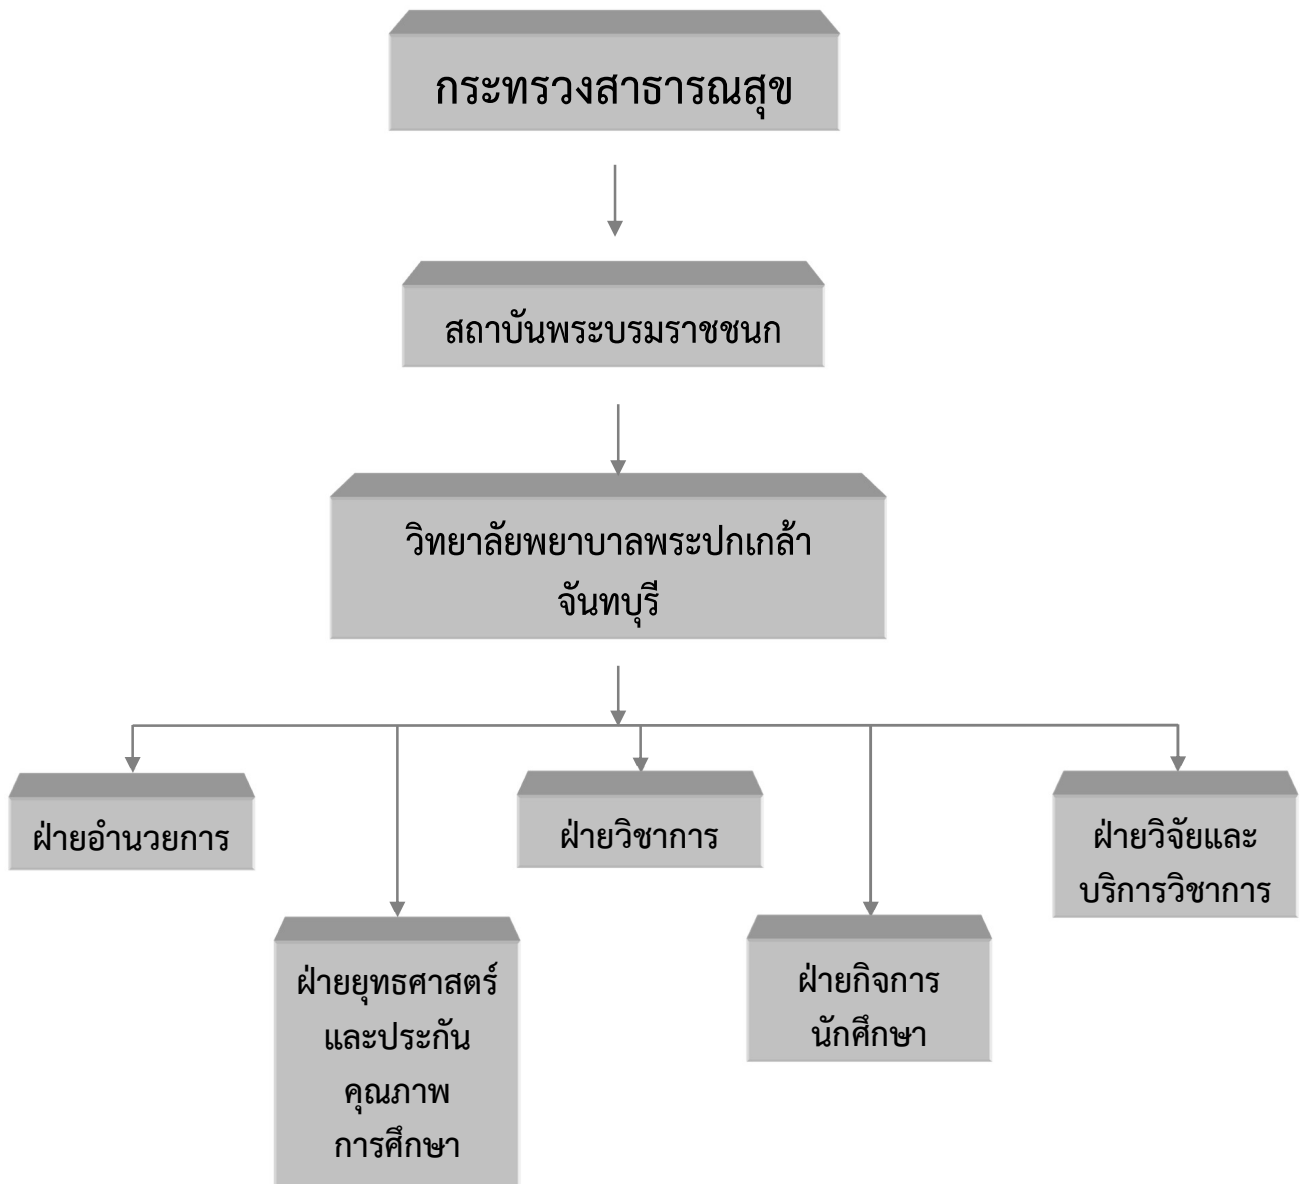 กระทรวงสาธารณสุข
สถาบันพระบรมราชชนก
วิทยาลัยพยาบาลพระปกเกล้า
จันทบุรี
ฝ่ายอำนวยการ
ฝ่ายยุทธศาสตร์
และประกัน
คุณภาพ
การศึกษา
ฝ่ายวิชาการ
ฝ่ายกิจการ
นักศึกษา
ฝ่ายวิจัยและ
บริการวิชาการ